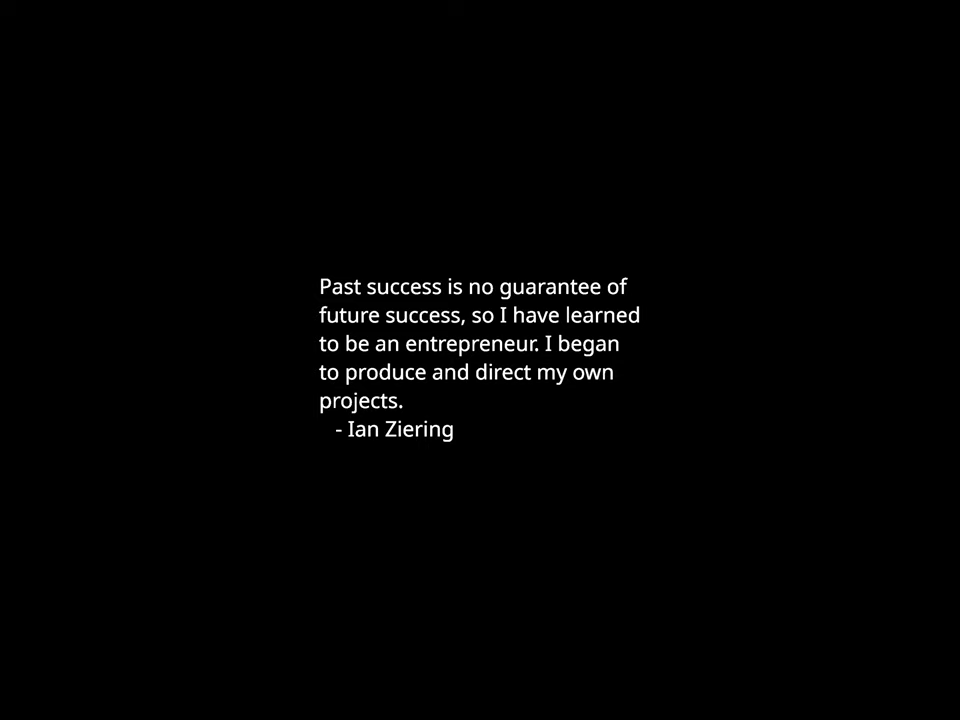 Past success is no guarantee of
future success, so I have learned
to be an entrepreneur. I began
to produce and direct my own
projects.
- Ian Ziering